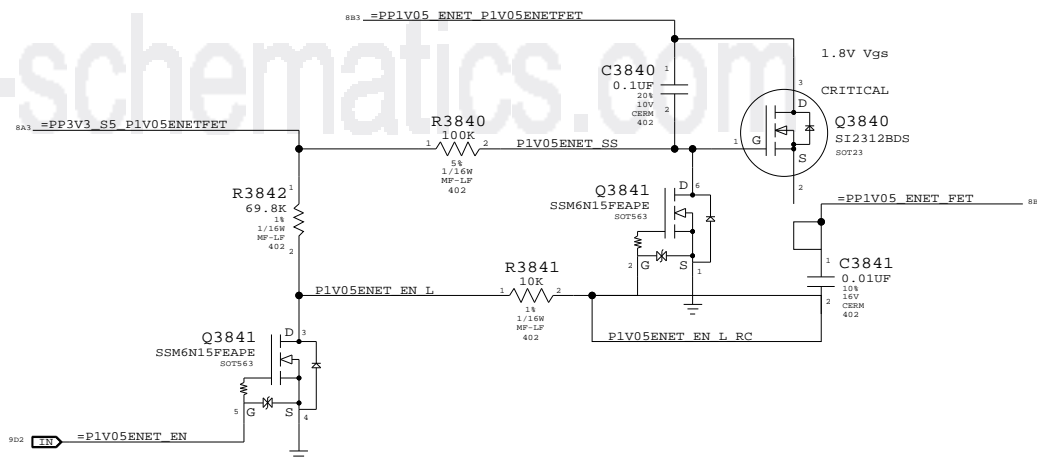 -schematics.com
8B3 =PP1V05_ENET_P1V05ENETFET
1.8V Vgs
CRITICAL
C3840
0.1UF
20%
10V
CERM
402
1
2
3
D
G
S
1
2
Q3840
SI2312BDS
SOT23
8A3 =PP3V3_S5_P1V05ENETFET
R3840
100K
1 2
5%
1/16W
MF-LF
402
P1V05ENET_SS
R3842
69.8K
1%
1/16W
MF-LF
402
1
2
Q3841
SSM6N15FEAPE
SOT563
D 6
2 G S 1
=PP1V05_ENET_FET 8B
C3841
0.01UF
10%
16V
CERM
402
1
2
P1V05ENET_EN_L
R3841
10K
1 2
1%
1/16W
MF-LF
402
P1V05ENET_EN_L_RC
Q3841
SSM6N15FEAPE
SOT563
D 3
5 G S 4
9D2 IN =P1V05ENET_EN